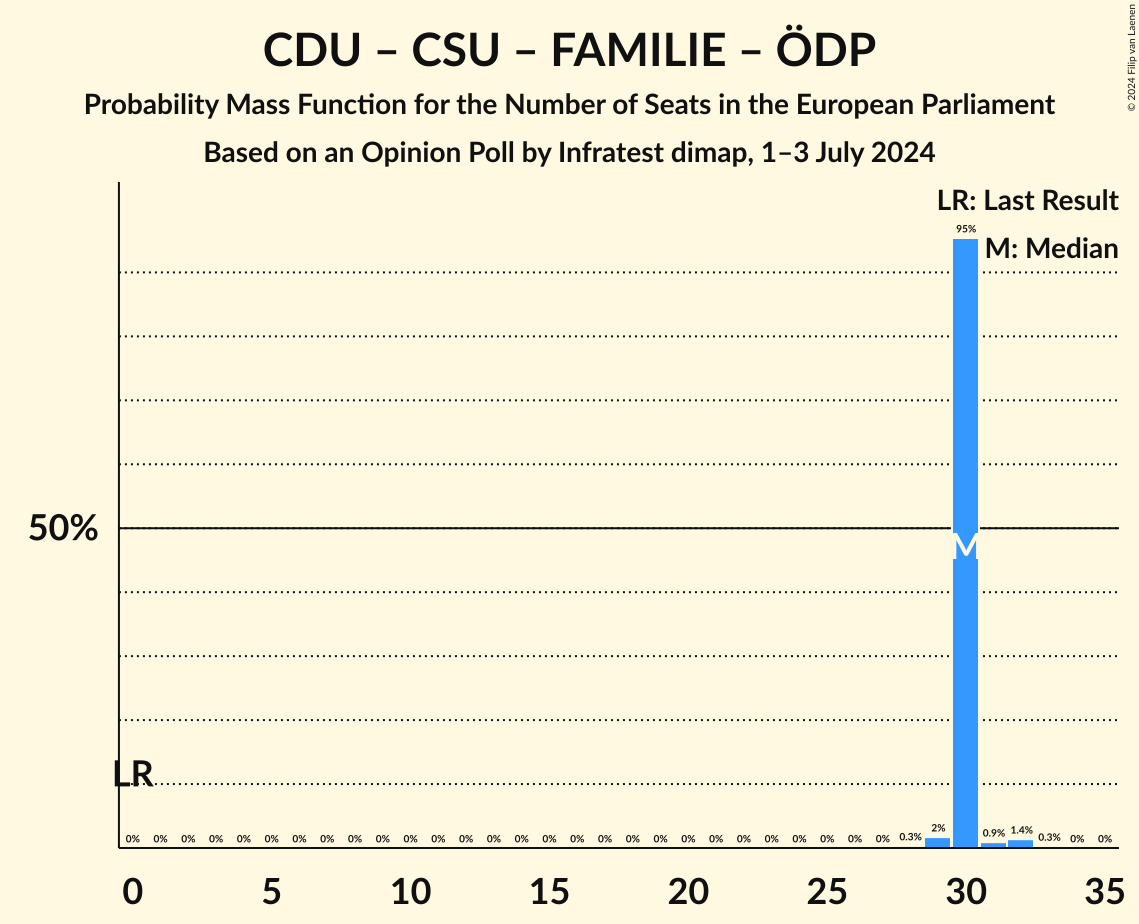 CDU – CSU – FAMILIE – ÖDP
Probability Mass Function for the Number of Seats in the European Parliament
Based on an Opinion Poll by Infratest dimap, 1–3 July 2024
© 2024 Filip van Laenen
LR: Last Result
M: Median
95%
50%
M
LR
0% 0% 0% 0% 0% 0% 0% 0% 0% 0% 0% 0% 0% 0% 0% 0% 0% 0% 0% 0% 0% 0% 0% 0% 0% 0% 0% 0% 0.3% 2% 0.9% 1.4% 0.3% 0% 0%
0 5 10 15 20 25 30 35